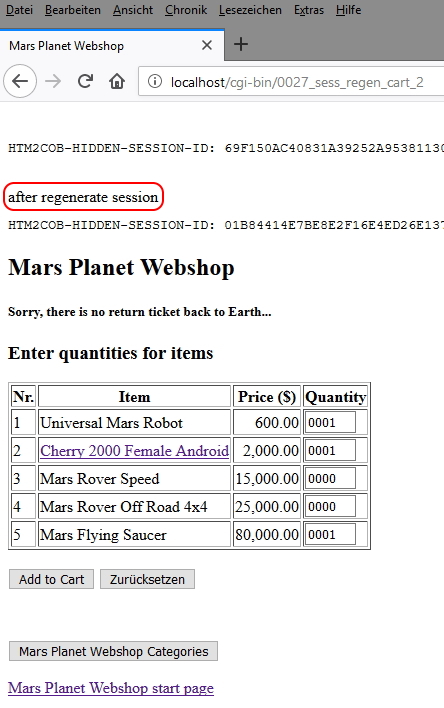 Datei Bearbeiten Ansicht Chronik Lesezeichen Extras Hilfe
Mars Planet Webshop
localhost/cgi-bin/0027_sess_regen_cart_2
HTM2COB-HIDDEN-SESSION-ID: 69F150AC40831A39252A95381130
after regenerate session
HTM2COB-HIDDEN-SESSION-ID: 01B84414E7BE8E2F16E4ED26E137
Mars Planet Webshop
Sorry, there is no return ticket back to Earth...
Enter quantities for items
Nr. Item Price ($) Quantity
1 Universal Mars Robot 600.00 0001
2 Cherry 2000 Female Android 2,000.00 0001
3 Mars Rover Speed 15,000.00 0000
4 Mars Rover Off Road 4x4 25,000.00 0000
5 Mars Flying Saucer 80,000.00 0001
Add to Cart Zurücksetzen
Mars Planet Webshop Categories
Mars Planet Webshop start page